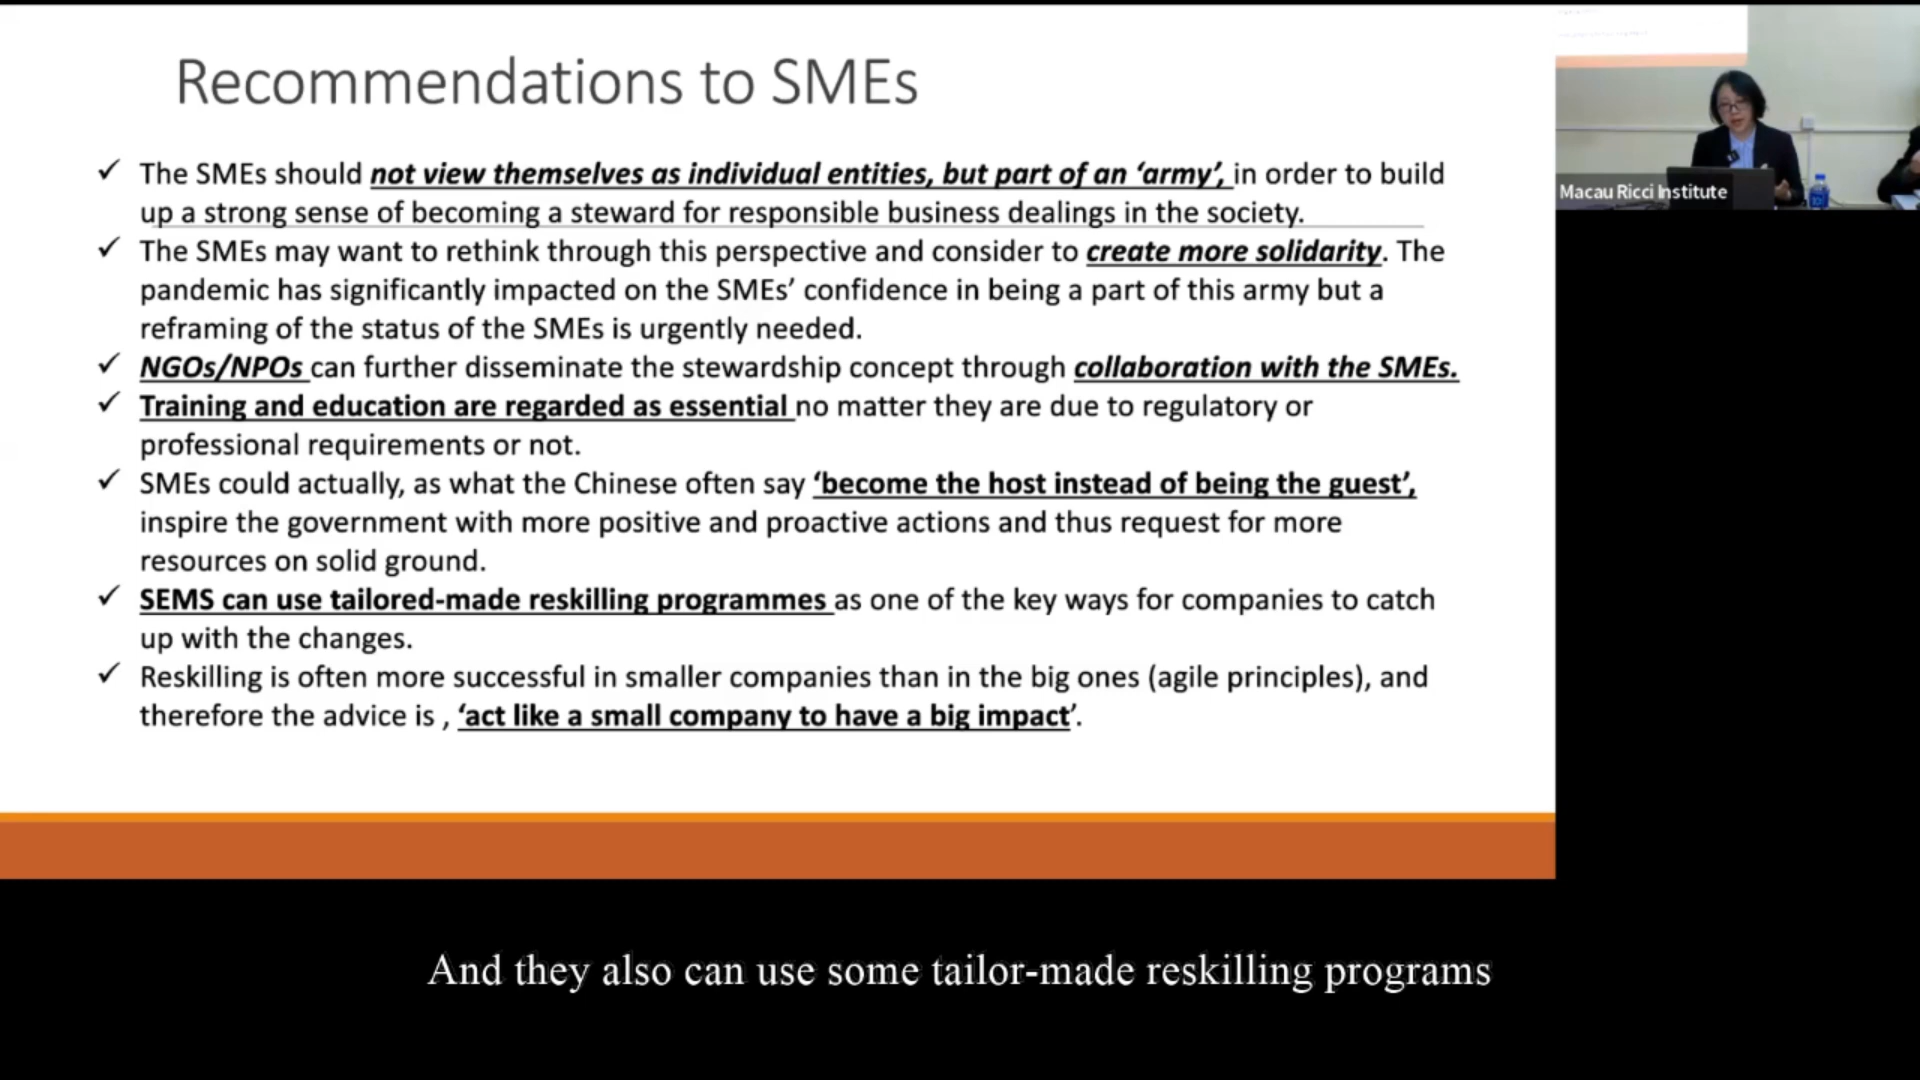 Recommendations to SMEs
✓ The SMEs should not view themselves as individual entities, but part of an ‘army’, in order to build
up a strong sense of becoming a steward for responsible business dealings in the society.
✓ The SMEs may want to rethink through this perspective and consider to create more solidarity. The
pandemic has significantly impacted on the SMEs’ confidence in being a part of this army but a
reframing of the status of the SMEs is urgently needed.
✓ NGOs/NPOs can further disseminate the stewardship concept through collaboration with the SMEs.
✓ Training and education are regarded as essential no matter they are due to regulatory or
professional requirements or not.
✓ SMEs could actually, as what the Chinese often say ‘become the host instead of being the guest’,
inspire the government with more positive and proactive actions and thus request for more
resources on solid ground.
✓ SEMS can use tailored-made reskilling programmes as one of the key ways for companies to catch
up with the changes.
✓ Reskilling is often more successful in smaller companies than in the big ones (agile principles), and
therefore the advice is , ‘act like a small company to have a big impact’.
Macau Ricci Institute
And they also can use some tailor-made reskilling programs